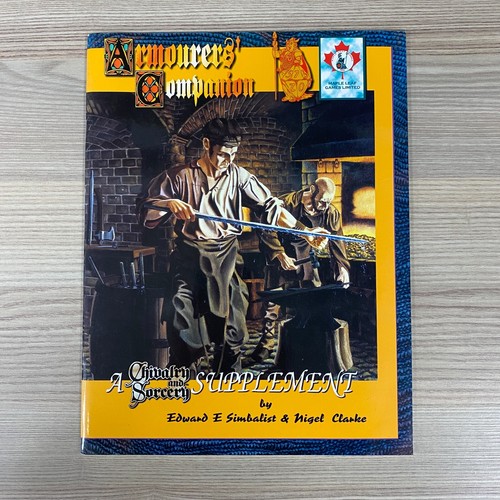 Armourers'
Companion
MAPLE LEAF
GAMES LIMITED
A Chivalry and Sorcery SUPPLEMENT
by
Edward E Simbalist & Nigel Clarke